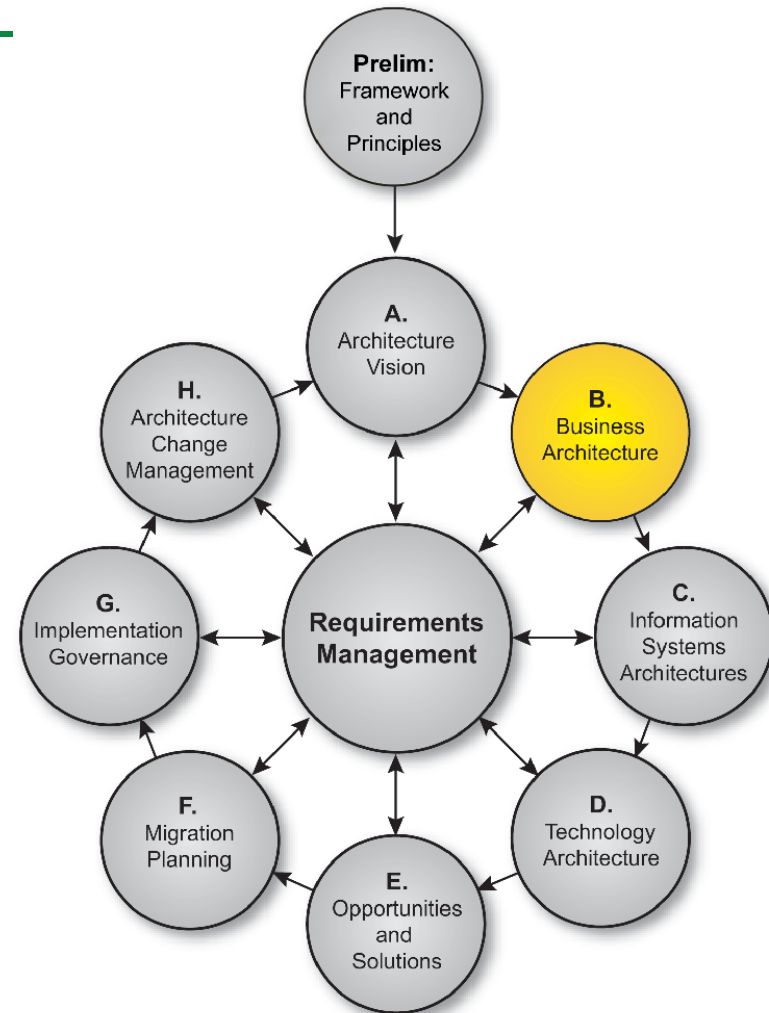 Prelim:
Framework
and
Principles
A.
Architecture
Vision
B.
Business
Architecture
C.
Information
Systems
Architectures
D.
Technology
Architecture
E.
Opportunities
and
Solutions
F.
Migration
Planning
G.
Implementation
Governance
H.
Architecture
Change
Management
Requirements
Management